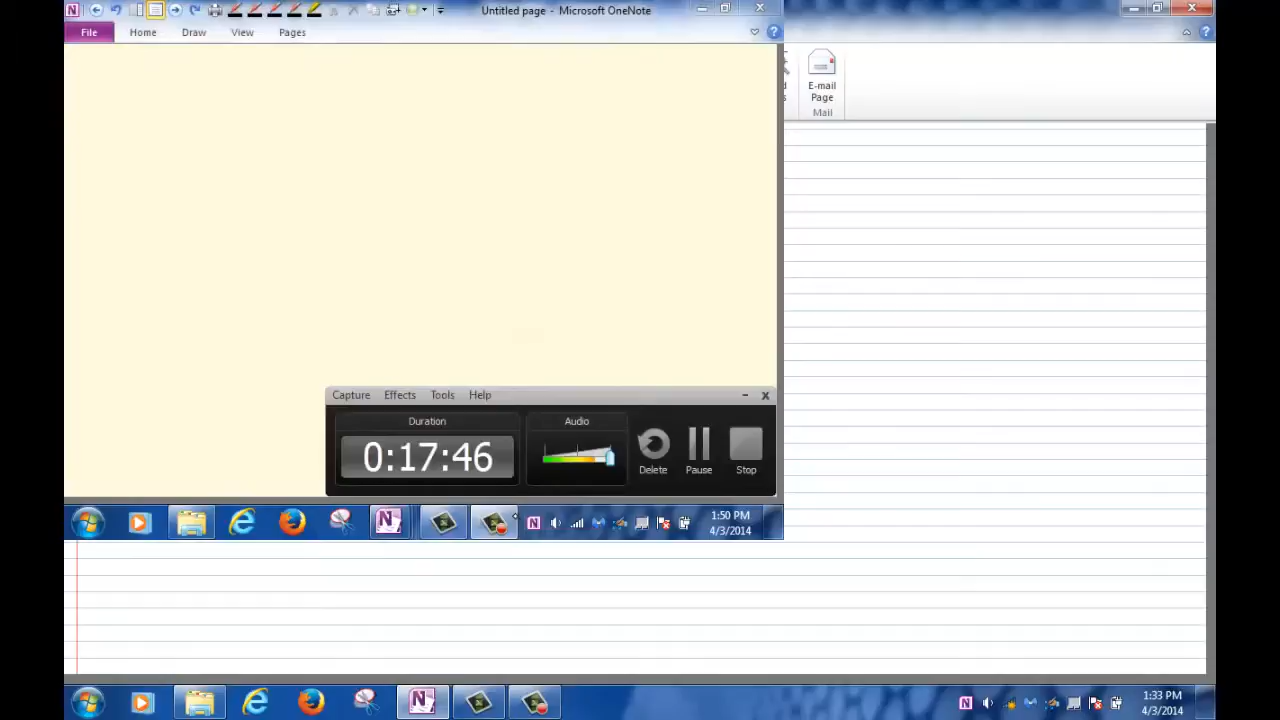 Untitled page - Microsoft OneNote
File Home Draw View Pages
E-mail
Page
Mail
Capture Effects Tools Help
Duration
Audio
0:17:46
Delete Pause Stop
1:50 PM
4/3/2014
1:33 PM
4/3/2014